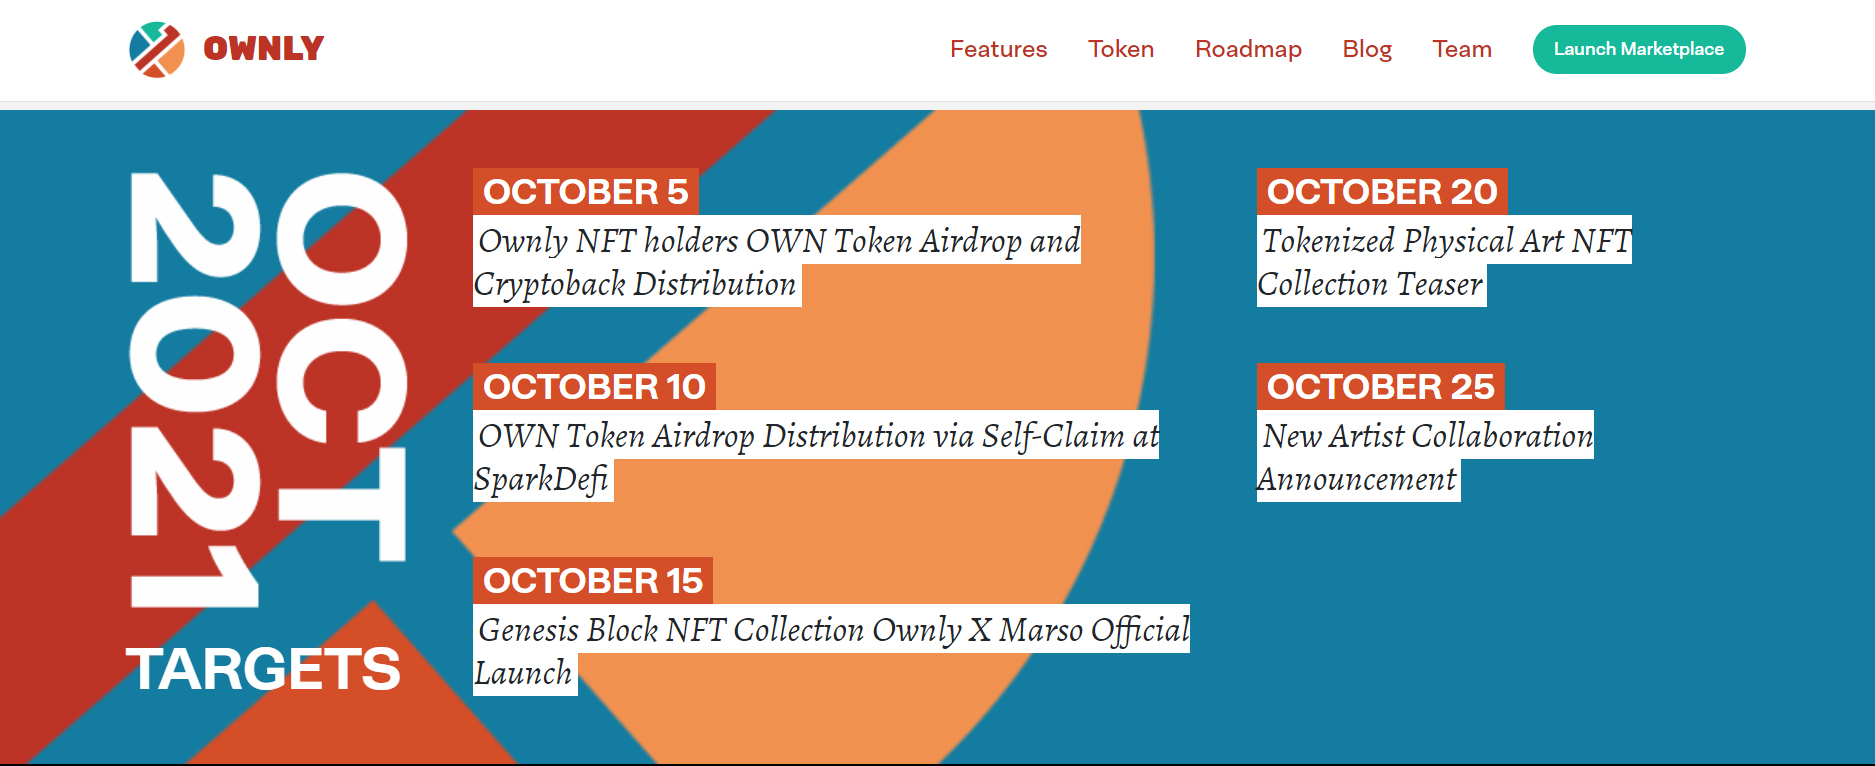 OWNLY
Features
Token
Roadmap
Blog
Team
Launch Marketplace
OCT
2021
TARGETS
OCTOBER 5
Ownly NFT holders OWN Token Airdrop and
Cryptoback Distribution
OCTOBER 10
OWN Token Airdrop Distribution via Self-Claim at
SparkDefi
OCTOBER 15
Genesis Block NFT Collection Ownly X Marso Official
Launch
OCTOBER 20
Tokenized Physical Art NFT
Collection Teaser
OCTOBER 25
New Artist Collaboration
Announcement